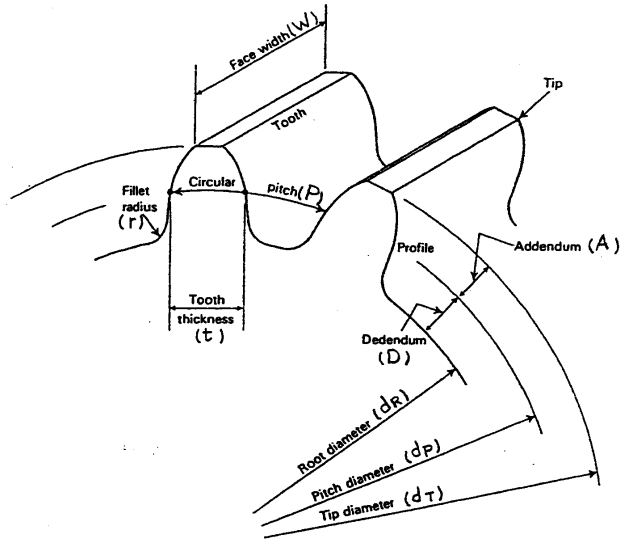 Face width (W)
Tip
Tooth
Circular
pitch (P)
Fillet
radius
(r)
Profile
Addendum (A)
Tooth
thickness
(t)
Dedendum
(D)
Root diameter (dR)
Pitch diameter (dP)
Tip diameter (dT)